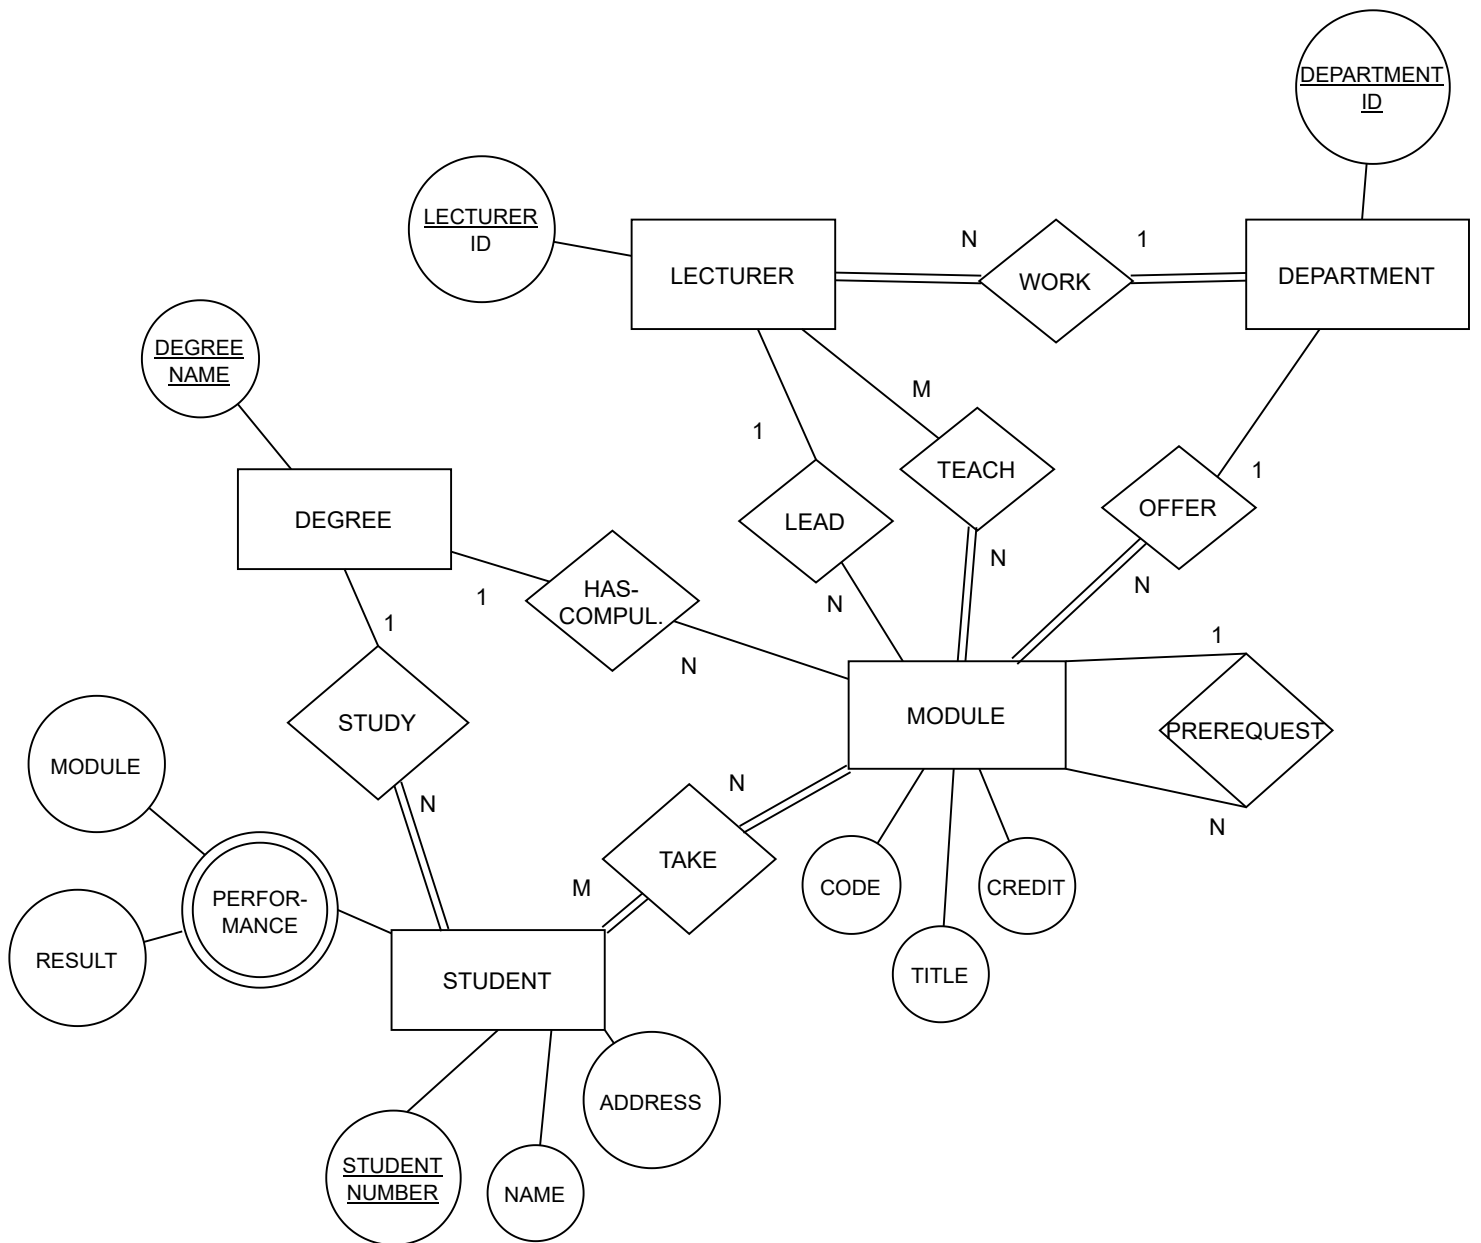 DEPARTMENT
ID
LECTURER
ID
LECTURER
N
WORK
1
DEPARTMENT
DEGREE
NAME
M
1
TEACH
1
DEGREE
LEAD
OFFER
N
N
HAS-
COMPUL.
1
N
1
N
1
STUDY
MODULE
PREREQUEST
MODULE
N
N
N
TAKE
M
CODE
CREDIT
PERFOR-
MANCE
RESULT
STUDENT
TITLE
ADDRESS
STUDENT
NUMBER
NAME